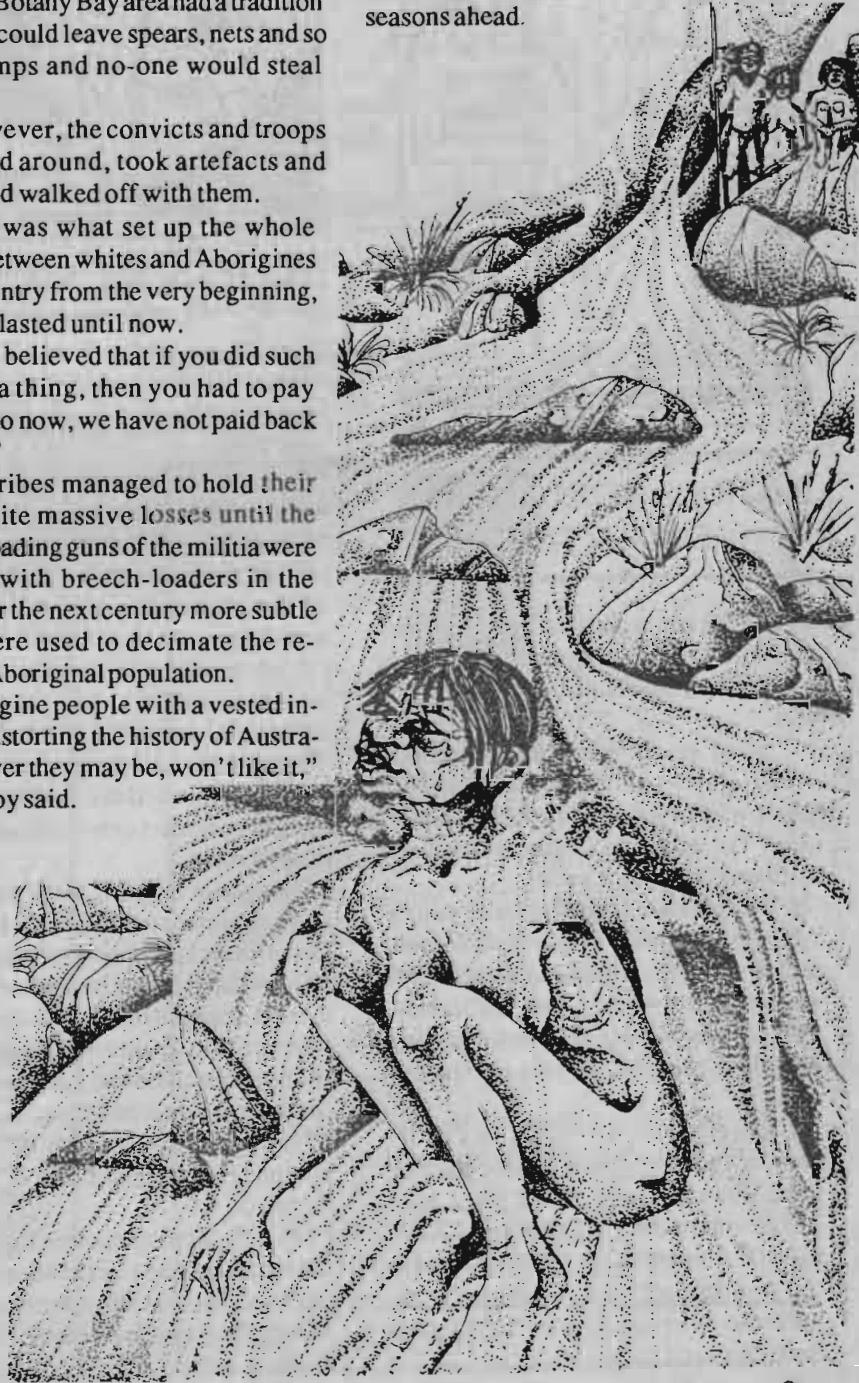 Botany Bay area had a tradition
could leave spears, nets and so
mps and no-one would steal
vever, the convicts and troops
d around, took artefacts and
d walked off with them.
was what set up the whole
etween whites and Aborigines
ntry from the very beginning,
lasted until now.
believed that if you did such
a thing, then you had to pay
o now, we have not paid back
ribes managed to hold their
ite massive losses until the
oading guns of the militia were
with breech-loaders in the
r the next century more subtle
ere used to decimate the re-
Aboriginal population.
gine people with a vested in-
storting the history of Austra-
ver they may be, won't like it,"
by said.
seasons ahead.